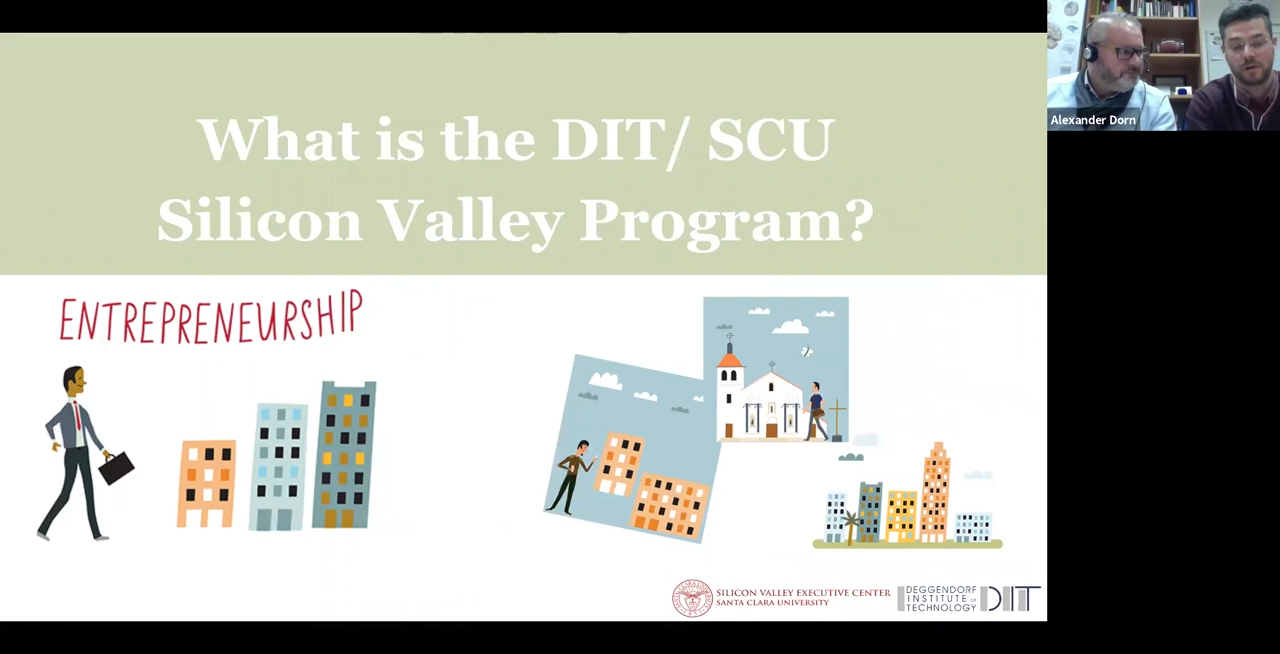 What is the DIT/ SCU
Silicon Valley Program?
ENTREPRENEURSHIP
SILICON VALLEY EXECUTIVE CENTER
SANTA CLARA UNIVERSITY
DEGGENDORF
INSTITUTE OF
TECHNOLOGY
DIT
Alexander Dorn